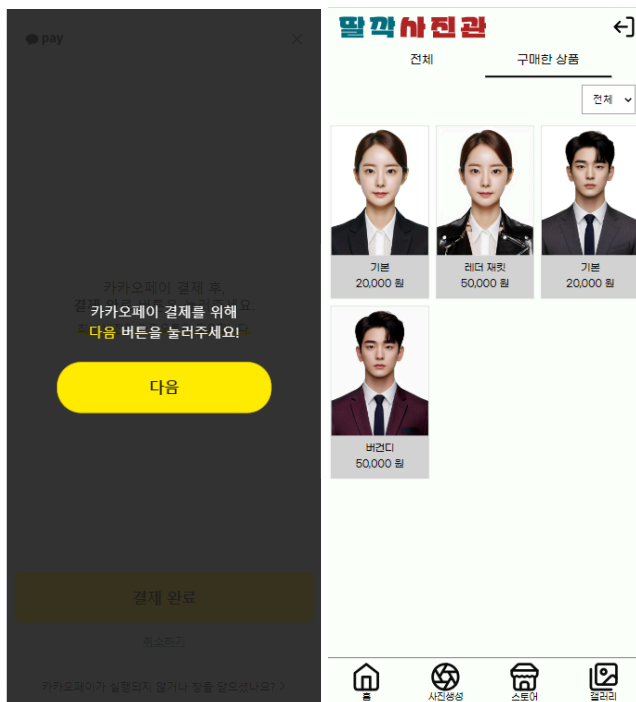 pay
카카오페이 결제 후,
카카오페이 결제를 위해
다음 버튼을 눌러주세요!
다음
결제 완료
취소하기
카카오페이가 실행되지 않거나 창을 닫으셨나요? >
딸깍사진관
전체
구매한 상품
전체
기본
20,000 원
레더 재킷
50,000 원
기본
20,000 원
버건디
50,000 원
홈
사진생성
스토어
갤러리